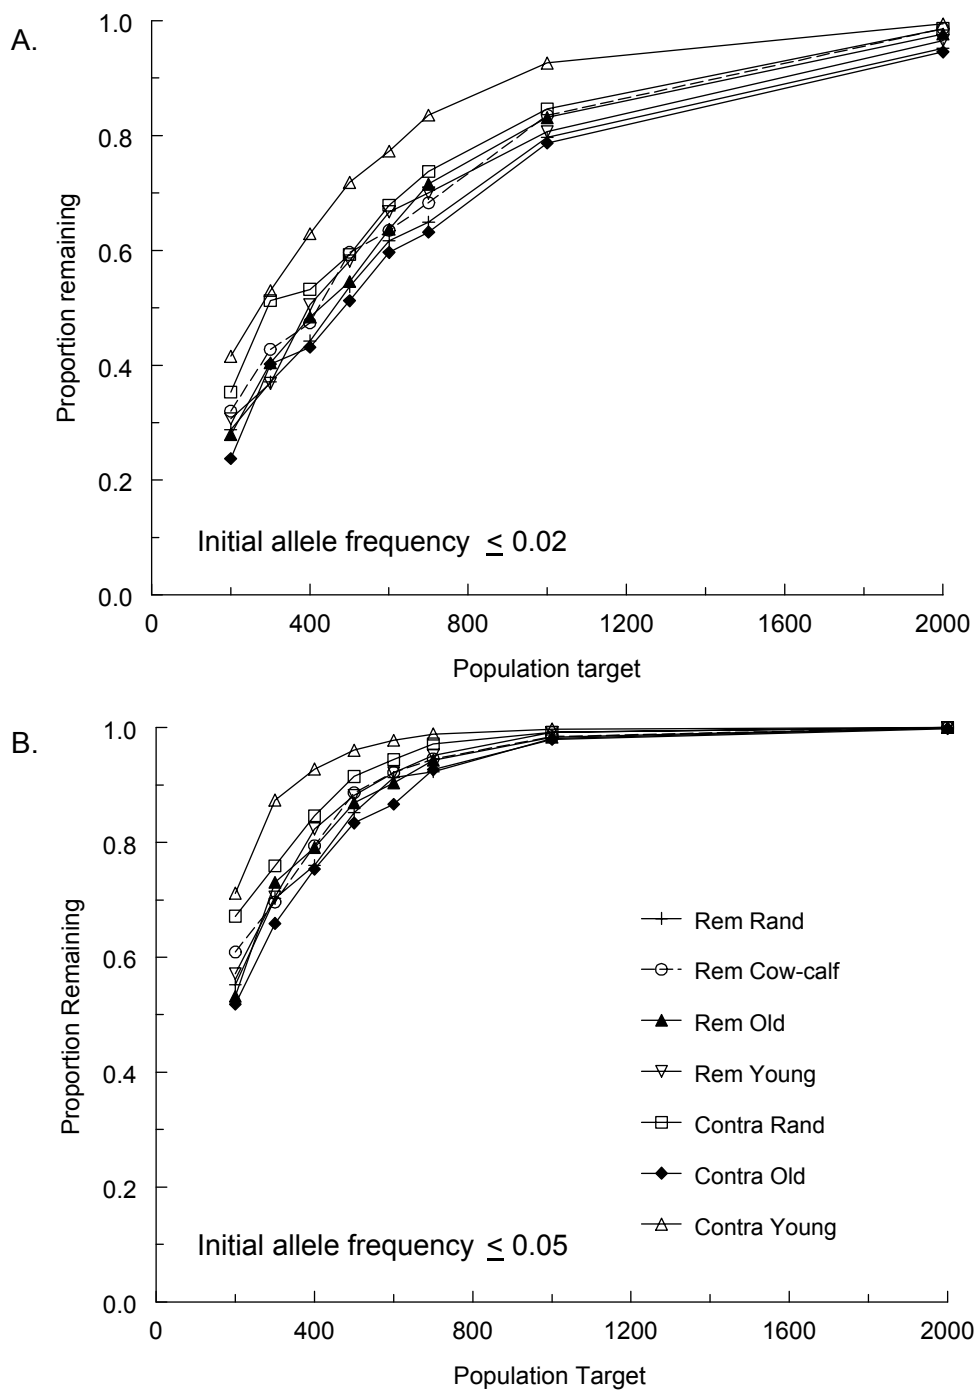 A.
Proportion remaining
1.0
0.8
0.6
0.4
0.2
0.0
Initial allele frequency ≤ 0.02
0 400 800 1200 1600 2000
Population target
B.
Proportion Remaining
1.0
0.8
0.6
0.4
0.2
0.0
Rem Rand
Rem Cow-calf
Rem Old
Rem Young
Contra Rand
Contra Old
Contra Young
Initial allele frequency ≤ 0.05
0 400 800 1200 1600 2000
Population Target